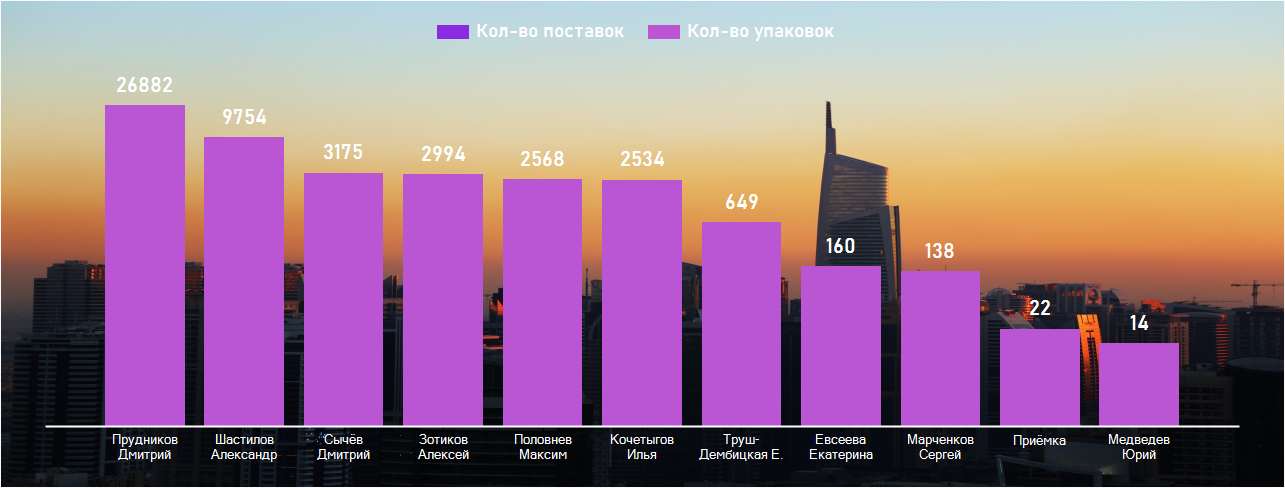 Кол-во поставок Кол-во упаковок
26882
9754
3175
2994
2568
2534
649
160
138
22
14
Прудников
Дмитрий
Шастилов
Александр
Сычёв
Дмитрий
Зотиков
Алексей
Половнев
Максим
Кочетыгов
Илья
Труш-
Дембицкая Е.
Евсеева
Екатерина
Марченков
Сергей
Приёмка
Медведев
Юрий